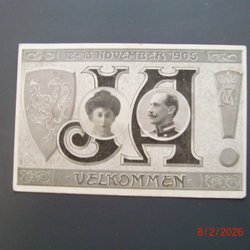 12-13 NOVEMBER 1905
JA!
VELKOMMEN
8/2/2026